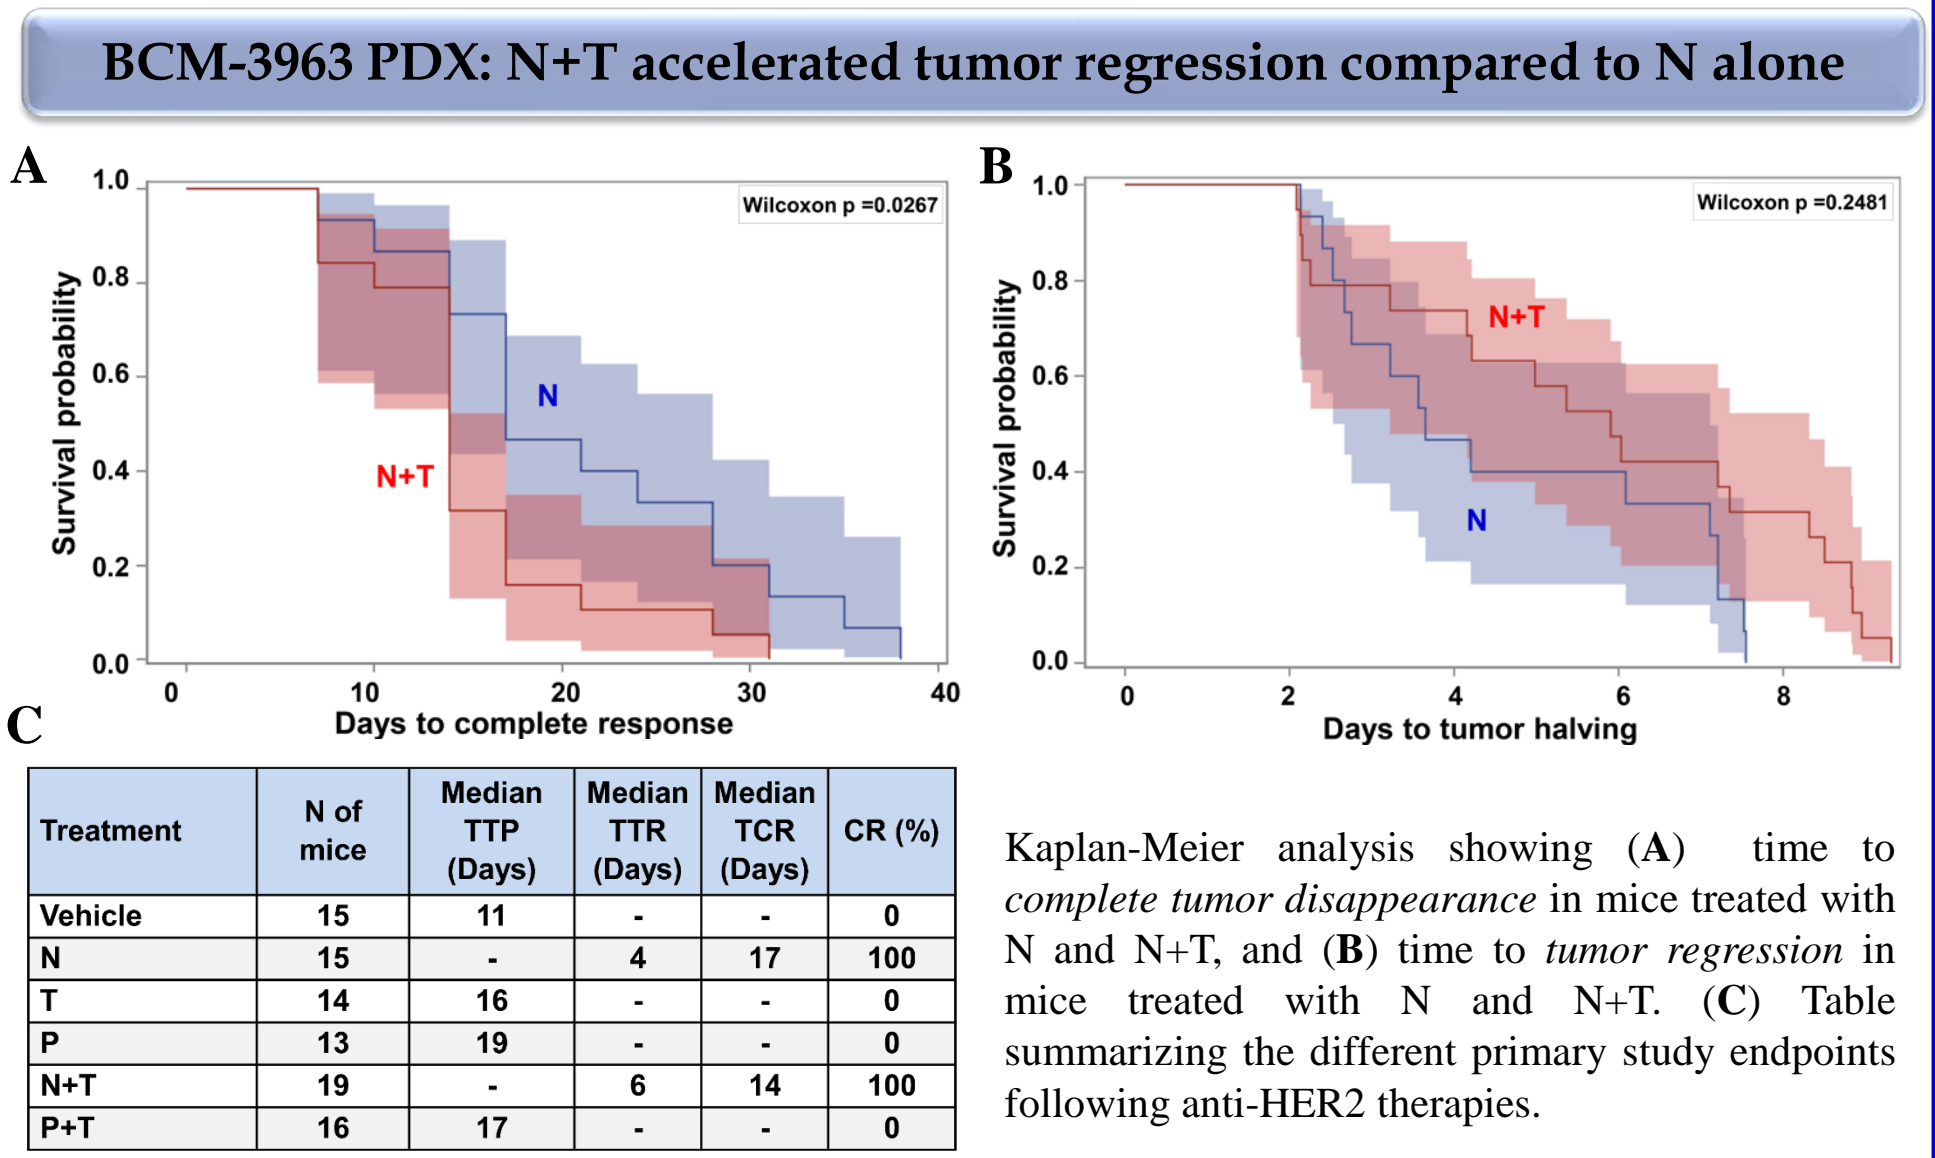 BCM-3963 PDX: N+T accelerated tumor regression compared to N alone
A
Survival probability
1.0
0.8
0.6
0.4
0.2
0.0
Wilcoxon p =0.0267
N
N+T
0 10 20 30 40
Days to complete response
B
Survival probability
1.0
0.8
0.6
0.4
0.2
0.0
Wilcoxon p =0.2481
N+T
N
0 2 4 6 8
Days to tumor halving
C
Treatment N of mice Median TTP (Days) Median TTR (Days) Median TCR (Days) CR (%)
Vehicle 15 11 - - 0
N 15 - 4 17 100
T 14 16 - - 0
P 13 19 - - 0
N+T 19 - 6 14 100
P+T 16 17 - - 0
Kaplan-Meier analysis showing (A) time to
complete tumor disappearance in mice treated with
N and N+T, and (B) time to tumor regression in
mice treated with N and N+T. (C) Table
summarizing the different primary study endpoints
following anti-HER2 therapies.